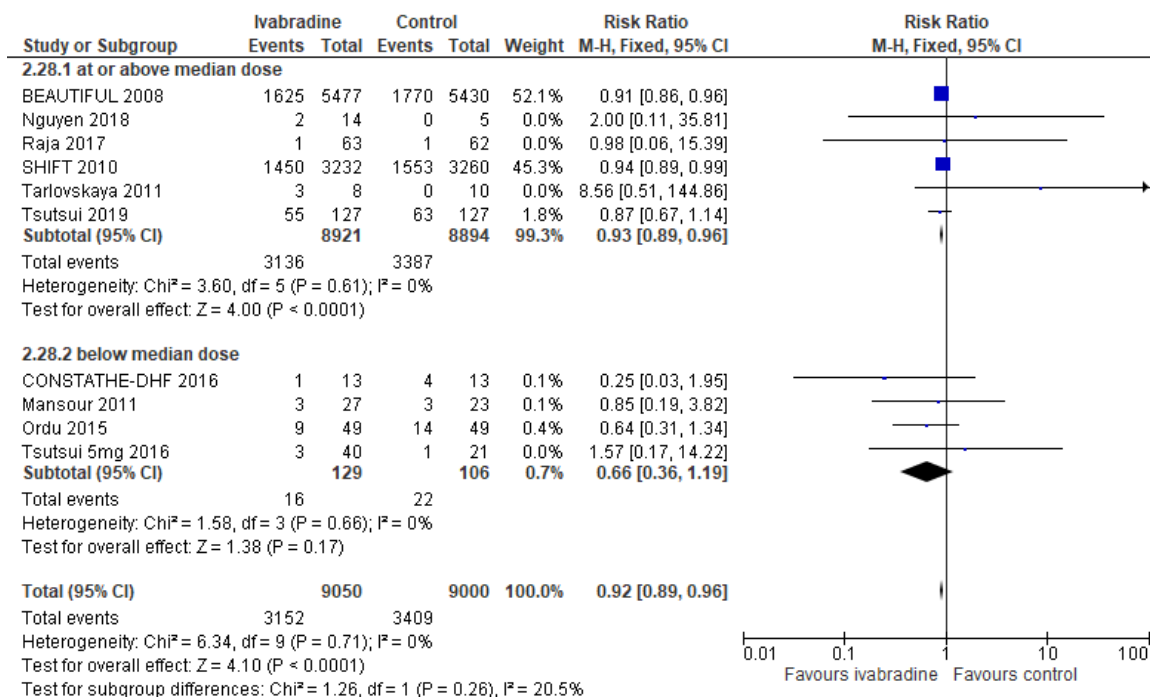 Ivabradine Control Risk Ratio Risk Ratio
Study or Subgroup Events Total Events Total Weight M-H, Fixed, 95% CI M-H, Fixed, 95% CI
2.28.1 at or above median dose
BEAUTIFUL 2008 1625 5477 1770 5430 52.1% 0.91 [0.86, 0.96]
Nguyen 2018 2 14 0 5 0.0% 2.00 [0.11, 35.81]
Raja 2017 1 63 1 62 0.0% 0.98 [0.06, 15.39]
SHIFT 2010 1450 3232 1553 3260 45.3% 0.94 [0.89, 0.99]
Tarlovskaya 2011 3 8 0 10 0.0% 8.56 [0.51, 144.86]
Tsutsui 2019 55 127 63 127 1.8% 0.87 [0.67, 1.14]
Subtotal (95% CI) 8921 8894 99.3% 0.93 [0.89, 0.96]
Total events 3136 3387
Heterogeneity: Chi² = 3.60, df = 5 (P = 0.61); I² = 0%
Test for overall effect: Z = 4.00 (P < 0.0001)
2.28.2 below median dose
CONSTATHE-DHF 2016 1 13 4 13 0.1% 0.25 [0.03, 1.95]
Mansour 2011 3 27 3 23 0.1% 0.85 [0.19, 3.82]
Ordu 2015 9 49 14 49 0.4% 0.64 [0.31, 1.34]
Tsutsui 5mg 2016 3 40 1 21 0.0% 1.57 [0.17, 14.22]
Subtotal (95% CI) 129 106 0.7% 0.66 [0.36, 1.19]
Total events 16 22
Heterogeneity: Chi² = 1.58, df = 3 (P = 0.66); I² = 0%
Test for overall effect: Z = 1.38 (P = 0.17)
Total (95% CI) 9050 9000 100.0% 0.92 [0.89, 0.96]
Total events 3152 3409
Heterogeneity: Chi² = 6.34, df = 9 (P = 0.71); I² = 0%
Test for overall effect: Z = 4.10 (P < 0.0001)
Test for subgroup differences: Chi² = 1.26, df = 1 (P = 0.26), I² = 20.5%
0.01 0.1 1 10 100
Favours ivabradine Favours control